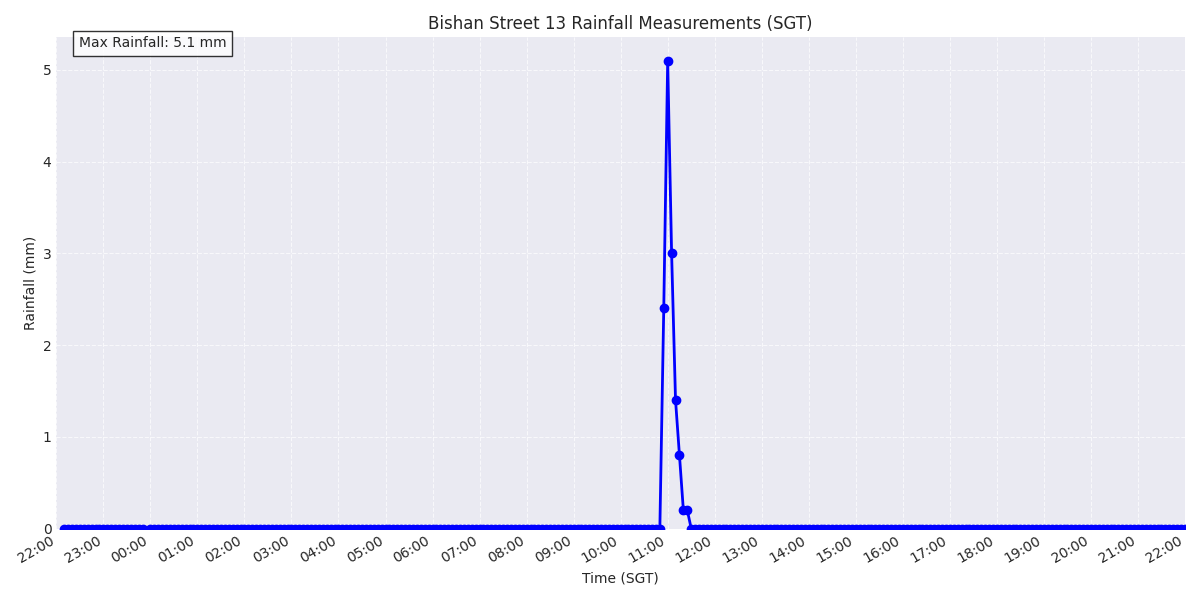 Bishan Street 13 Rainfall Measurements (SGT)
Max Rainfall: 5.1 mm
5
4
3
2
1
0
Rainfall (mm)
22:00 23:00 00:00 01:00 02:00 03:00 04:00 05:00 06:00 07:00 08:00 09:00 10:00 11:00 12:00 13:00 14:00 15:00 16:00 17:00 18:00 19:00 20:00 21:00 22:00
Time (SGT)